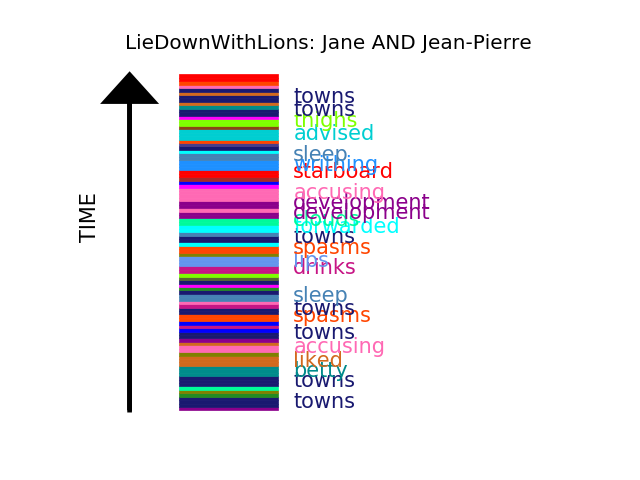 LieDownWithLions: Jane AND Jean-Pierre
TIME
towns
towns
thighs
advised
sleep
writhing
starboard
accusing
development
development
clouds
forwarded
towns
spasms
lips
drinks
sleep
towns
spasms
towns
accusing
liked
petty
towns
towns